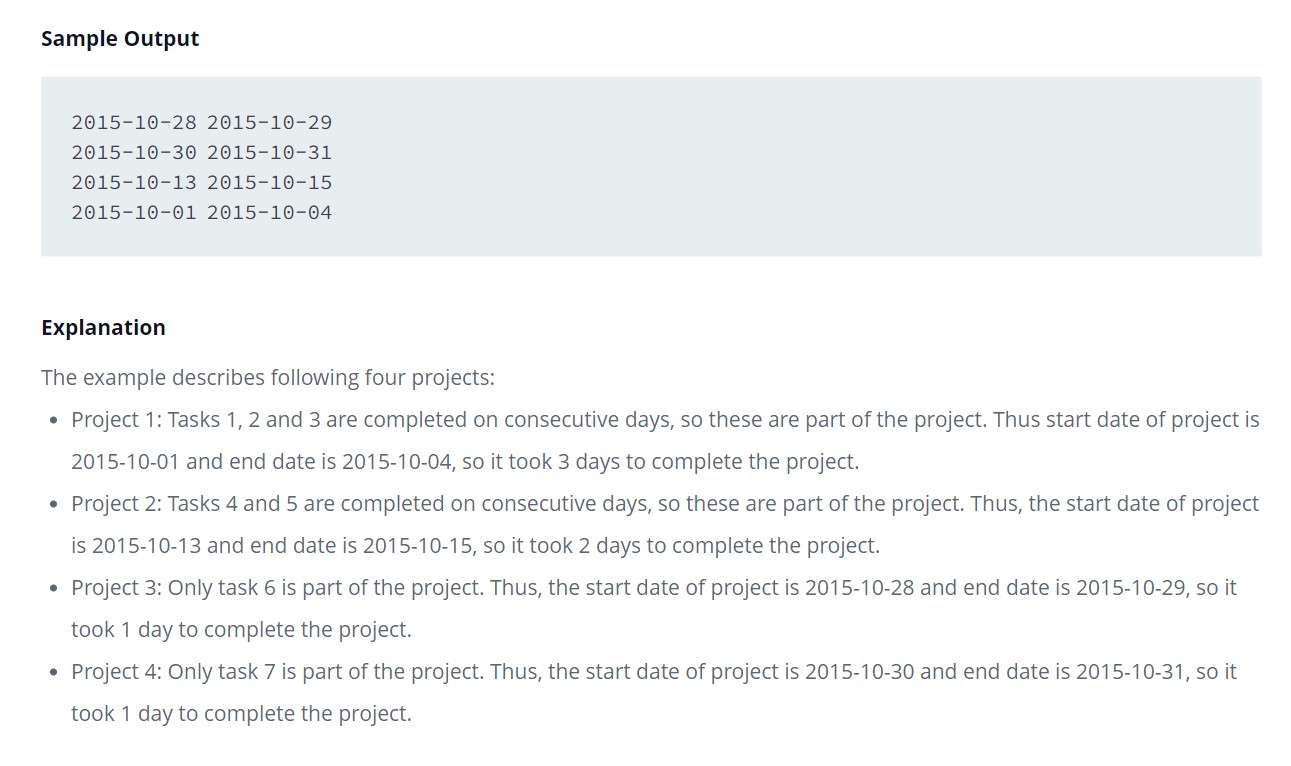 Sample Output
2015-10-28 2015-10-29
2015-10-30 2015-10-31
2015-10-13 2015-10-15
2015-10-01 2015-10-04
Explanation
The example describes following four projects:
• Project 1: Tasks 1, 2 and 3 are completed on consecutive days, so these are part of the project. Thus start date of project is
2015-10-01 and end date is 2015-10-04, so it took 3 days to complete the project.
• Project 2: Tasks 4 and 5 are completed on consecutive days, so these are part of the project. Thus, the start date of project
is 2015-10-13 and end date is 2015-10-15, so it took 2 days to complete the project.
• Project 3: Only task 6 is part of the project. Thus, the start date of project is 2015-10-28 and end date is 2015-10-29, so it
took 1 day to complete the project.
• Project 4: Only task 7 is part of the project. Thus, the start date of project is 2015-10-30 and end date is 2015-10-31, so it
took 1 day to complete the project.